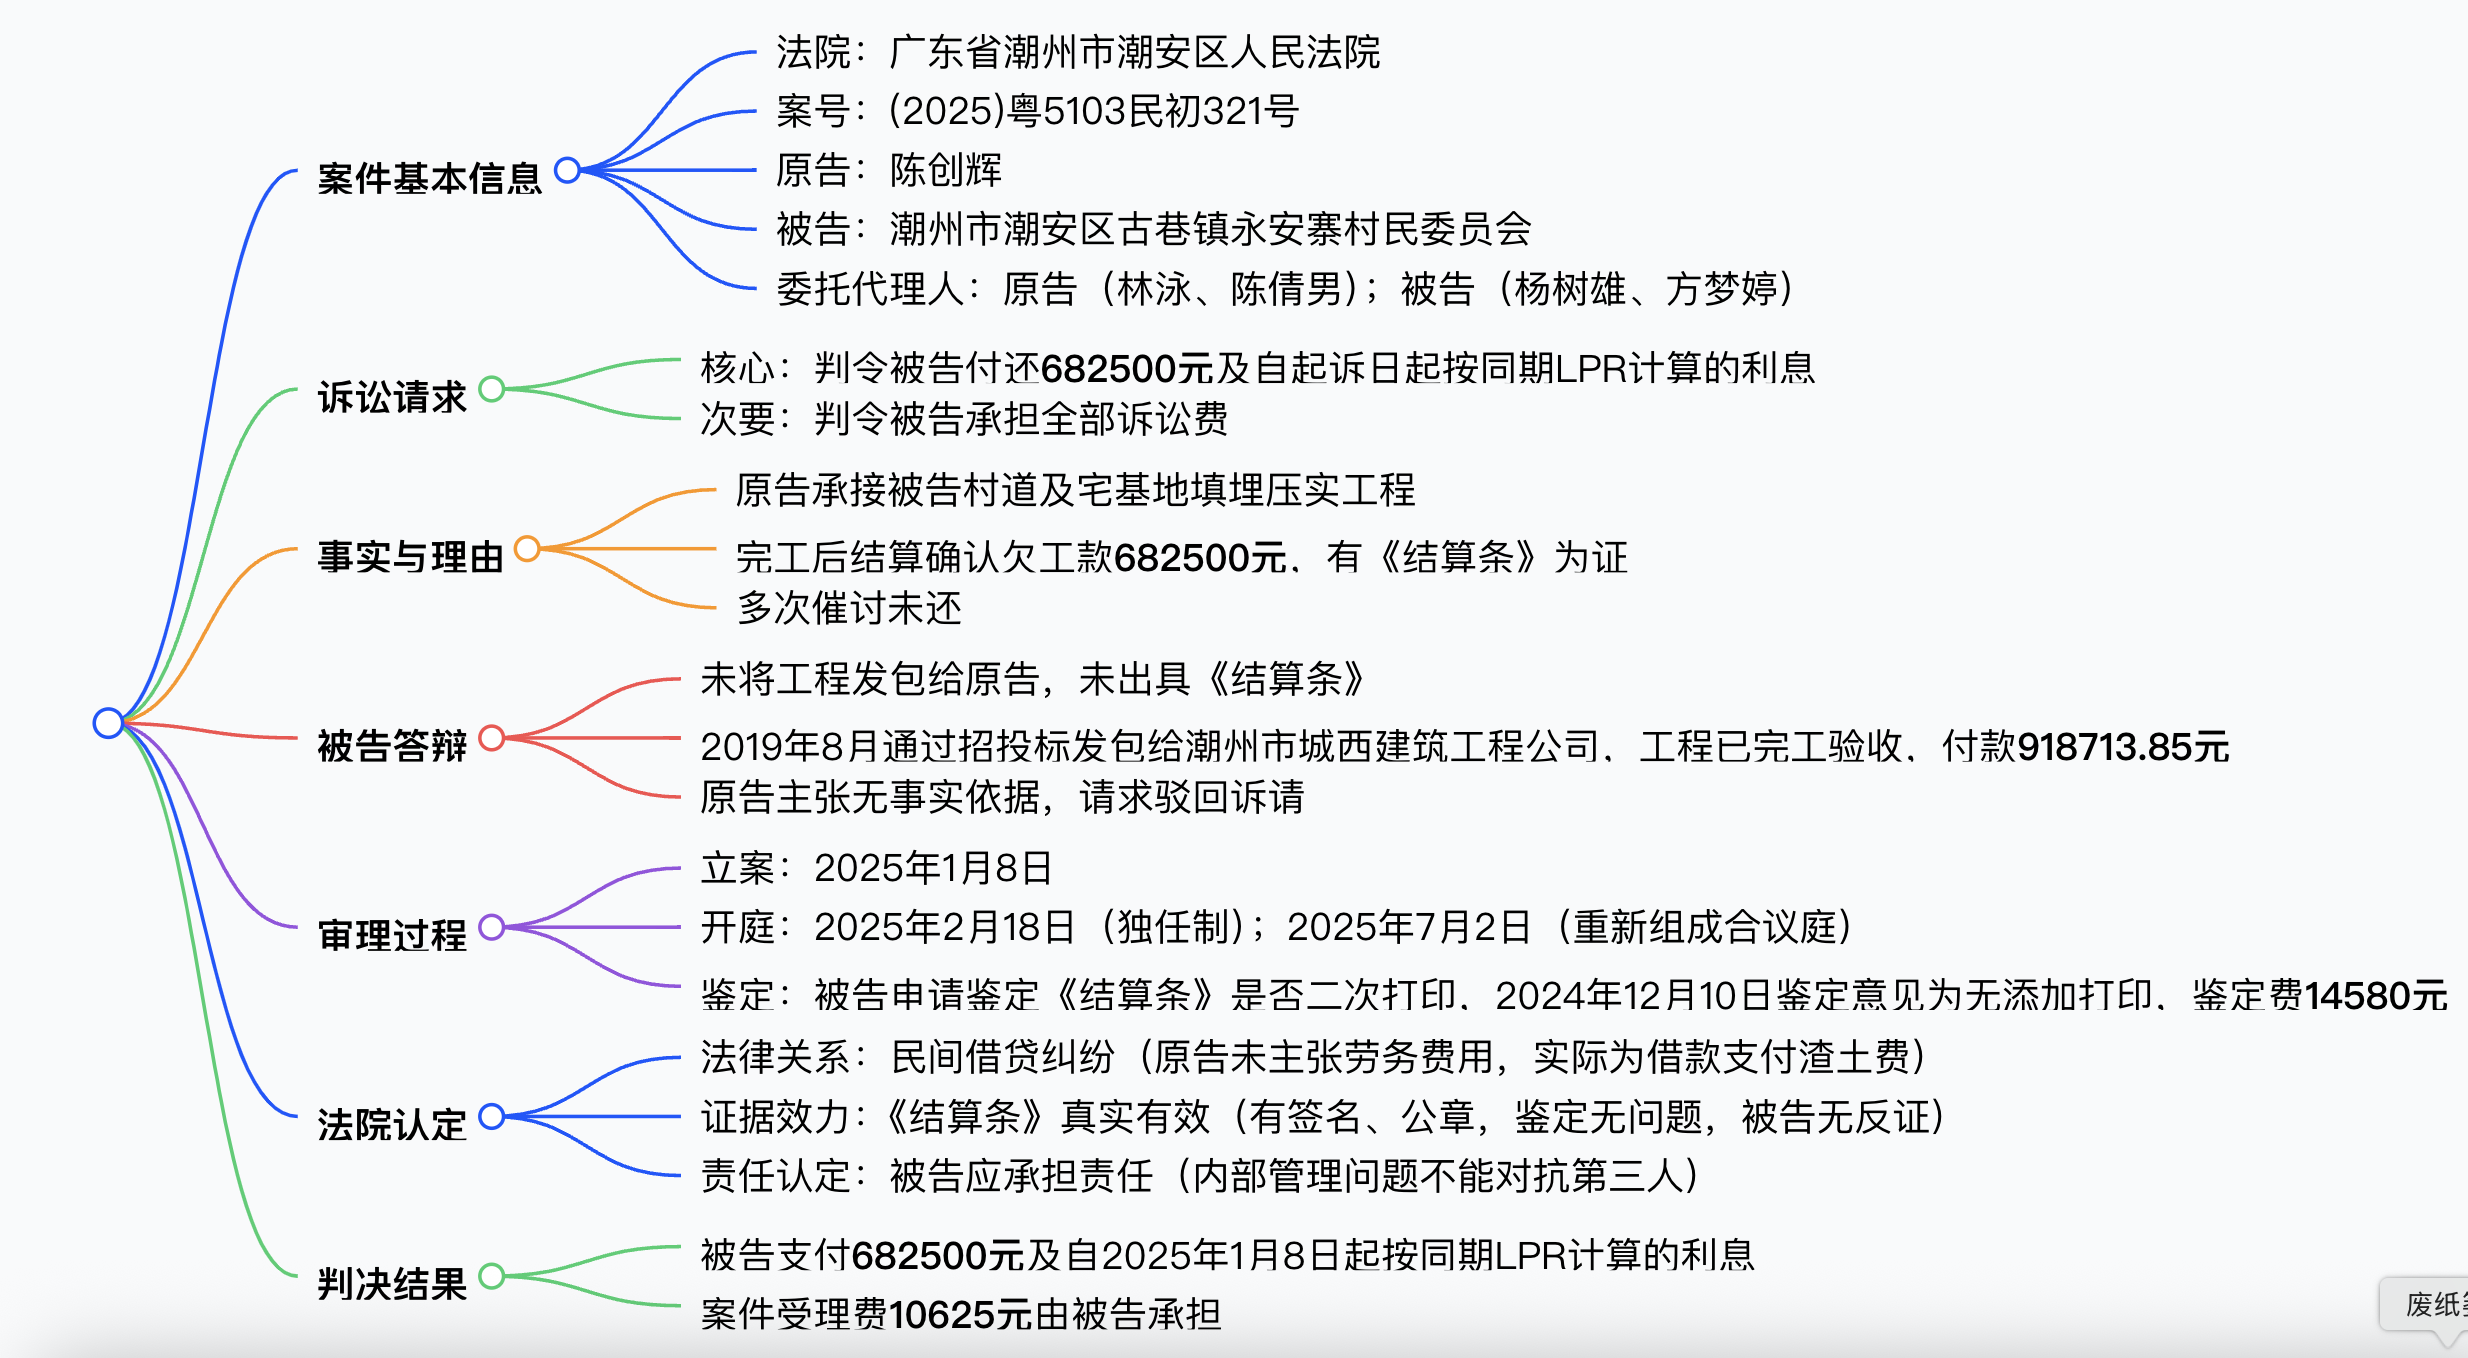 案件基本信息
法院：广东省潮州市潮安区人民法院
案号：(2025)粤5103民初321号
原告：陈创辉
被告：潮州市潮安区古巷镇永安寨村民委员会
委托代理人：原告（林泳、陈倩男）；被告（杨树雄、方梦婷）
诉讼请求
核心：判令被告付还682500元及自起诉日起按同期LPR计算的利息
次要：判令被告承担全部诉讼费
事实与理由
原告承接被告村道及宅基地填埋压实工程
完工后结算确认欠工款682500元，有《结算条》为证
多次催讨未还
被告答辩
未将工程发包给原告，未出具《结算条》
2019年8月通过招投标发包给潮州市城西建筑工程公司，工程已完工验收，付款918713.85元
原告主张无事实依据，请求驳回诉请
审理过程
立案：2025年1月8日
开庭：2025年2月18日（独任制）；2025年7月2日（重新组成合议庭）
鉴定：被告申请鉴定《结算条》是否二次打印，2024年12月10日鉴定意见为无添加打印，鉴定费14580元
法院认定
法律关系：民间借贷纠纷（原告未主张劳务费用，实际为借款支付渣土费）
证据效力：《结算条》真实有效（有签名、公章，鉴定无问题，被告无反证）
责任认定：被告应承担责任（内部管理问题不能对抗第三人）
判决结果
被告支付682500元及自2025年1月8日起按同期LPR计算的利息
案件受理费10625元由被告承担
废纸